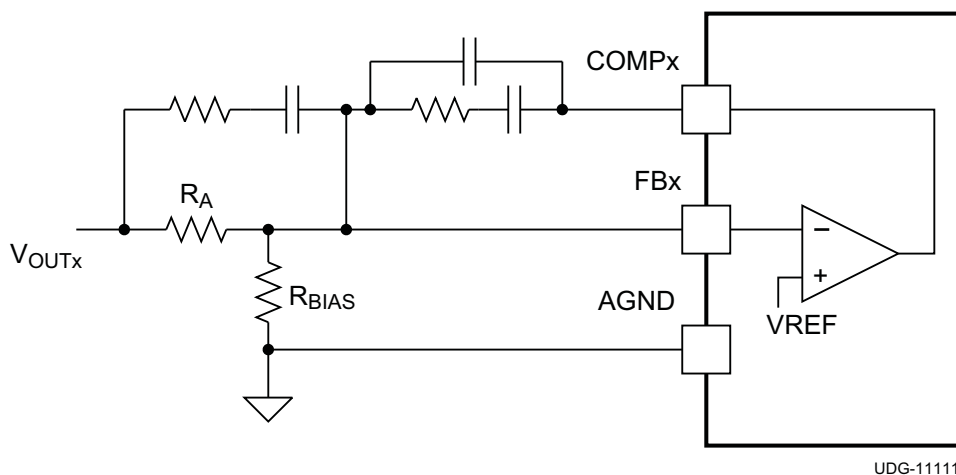 COMPx
FBx
RA
VOUTx
RBIAS
AGND
−
+
VREF
UDG-11111